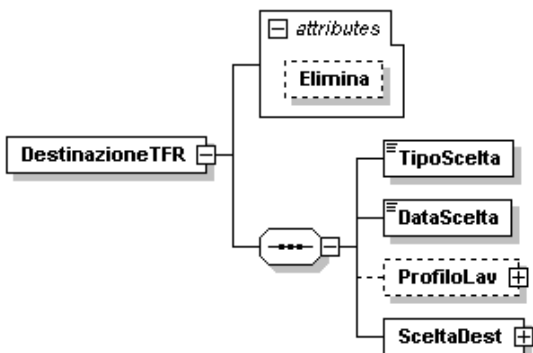 attributes
Elimina
DestinazioneTFR
TipoScelta
DataScelta
ProfiloLav
SceltaDest